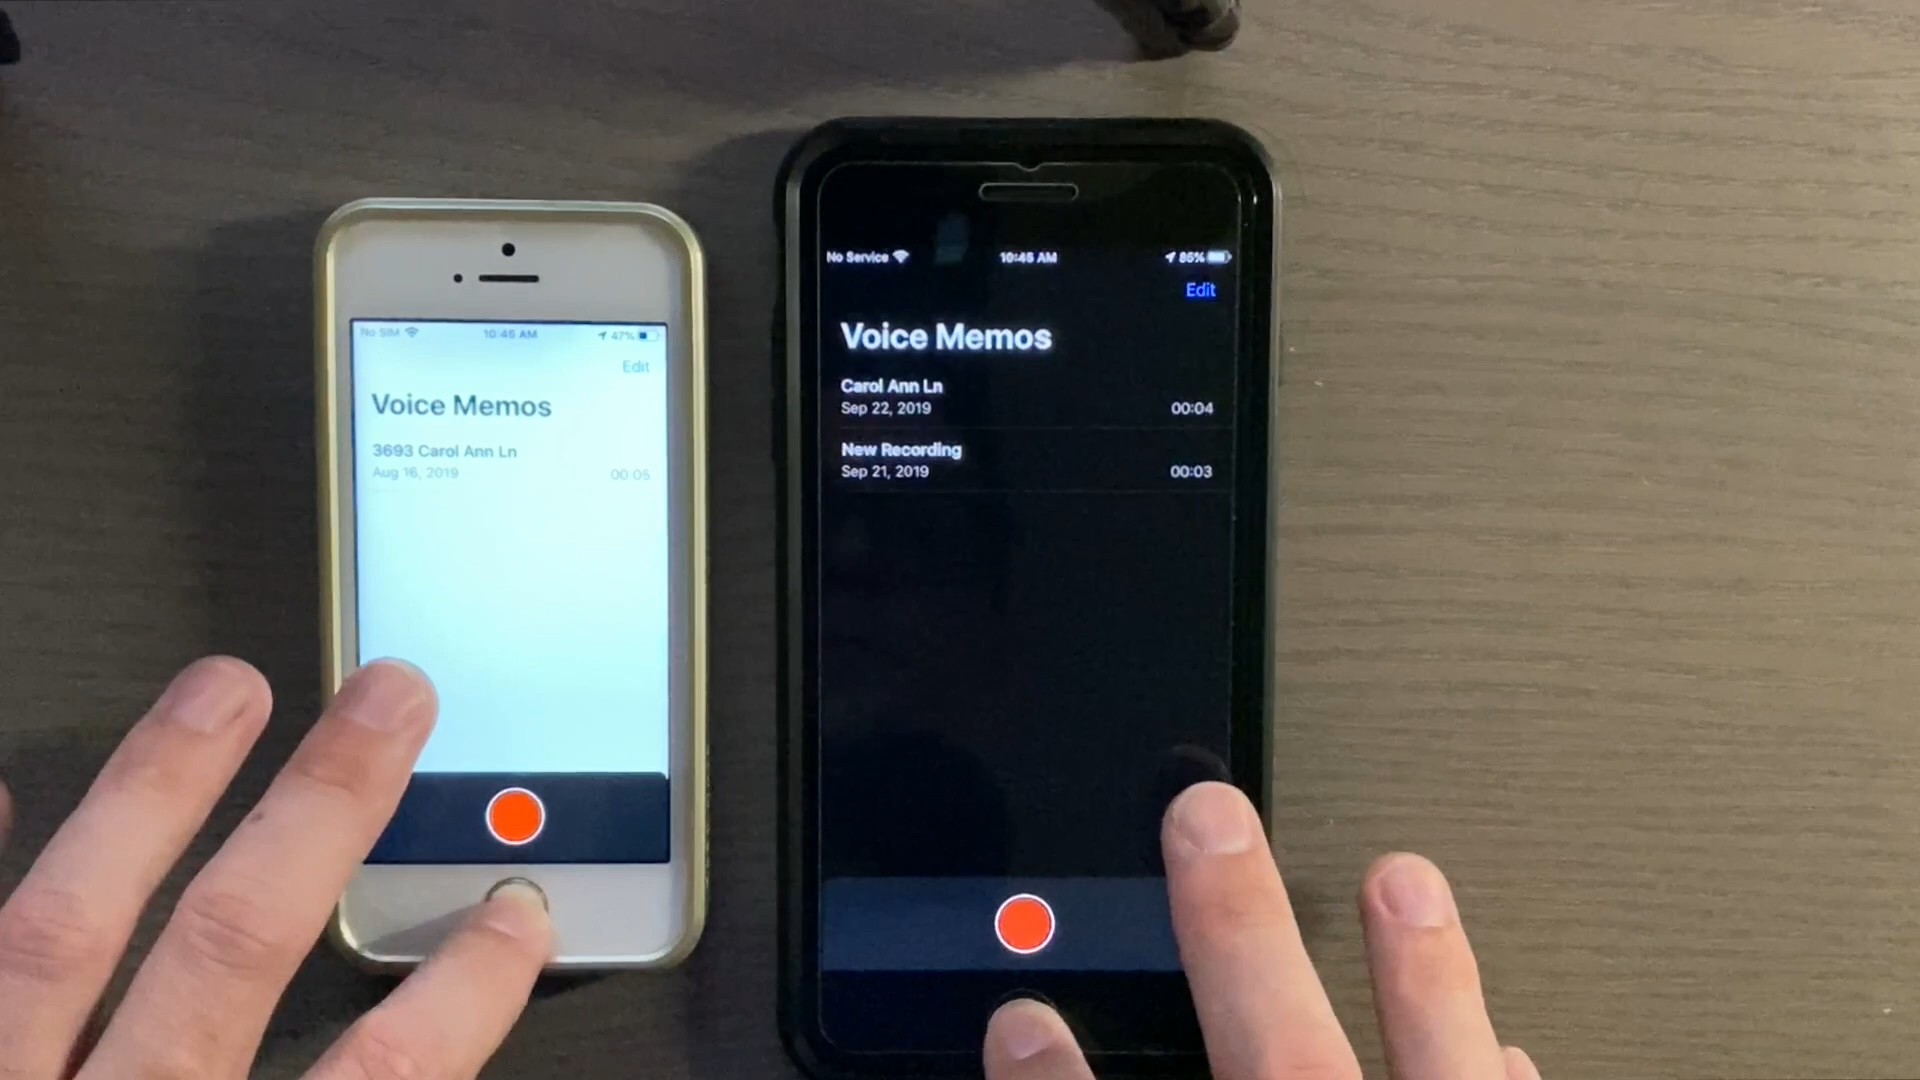 No SIM 10:45 AM 47%
Edit
Voice Memos
3693 Carol Ann Ln
Aug 16, 2019 00:05
No Service 10:45 AM 85%
Edit
Voice Memos
Carol Ann Ln
Sep 22, 2019 00:04
New Recording
Sep 21, 2019 00:03